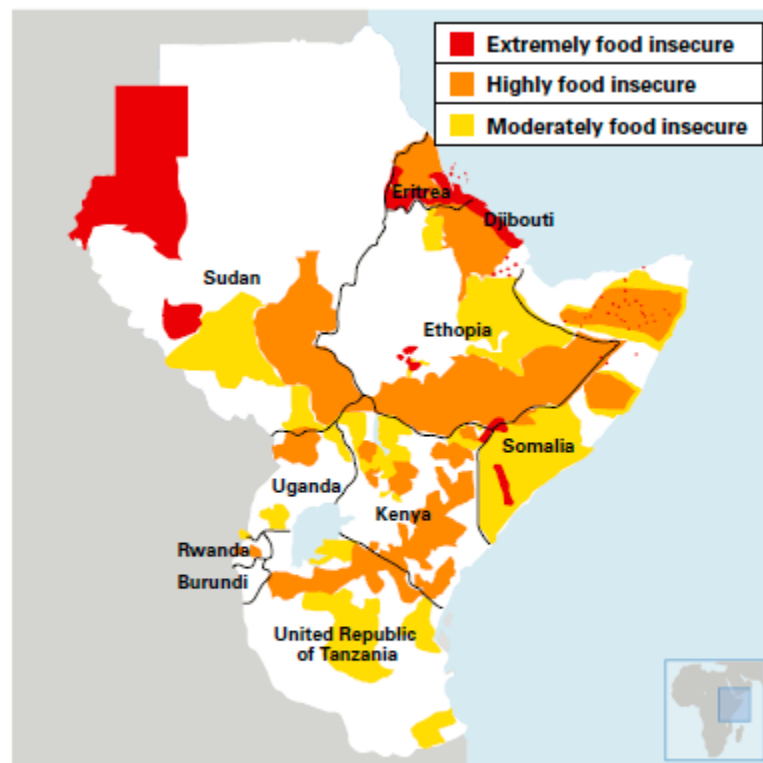 Extremely food insecure
Highly food insecure
Moderately food insecure
Eritrea
Djibouti
Sudan
Ethopia
Somalia
Uganda
Kenya
Rwanda
Burundi
United Republic
of Tanzania